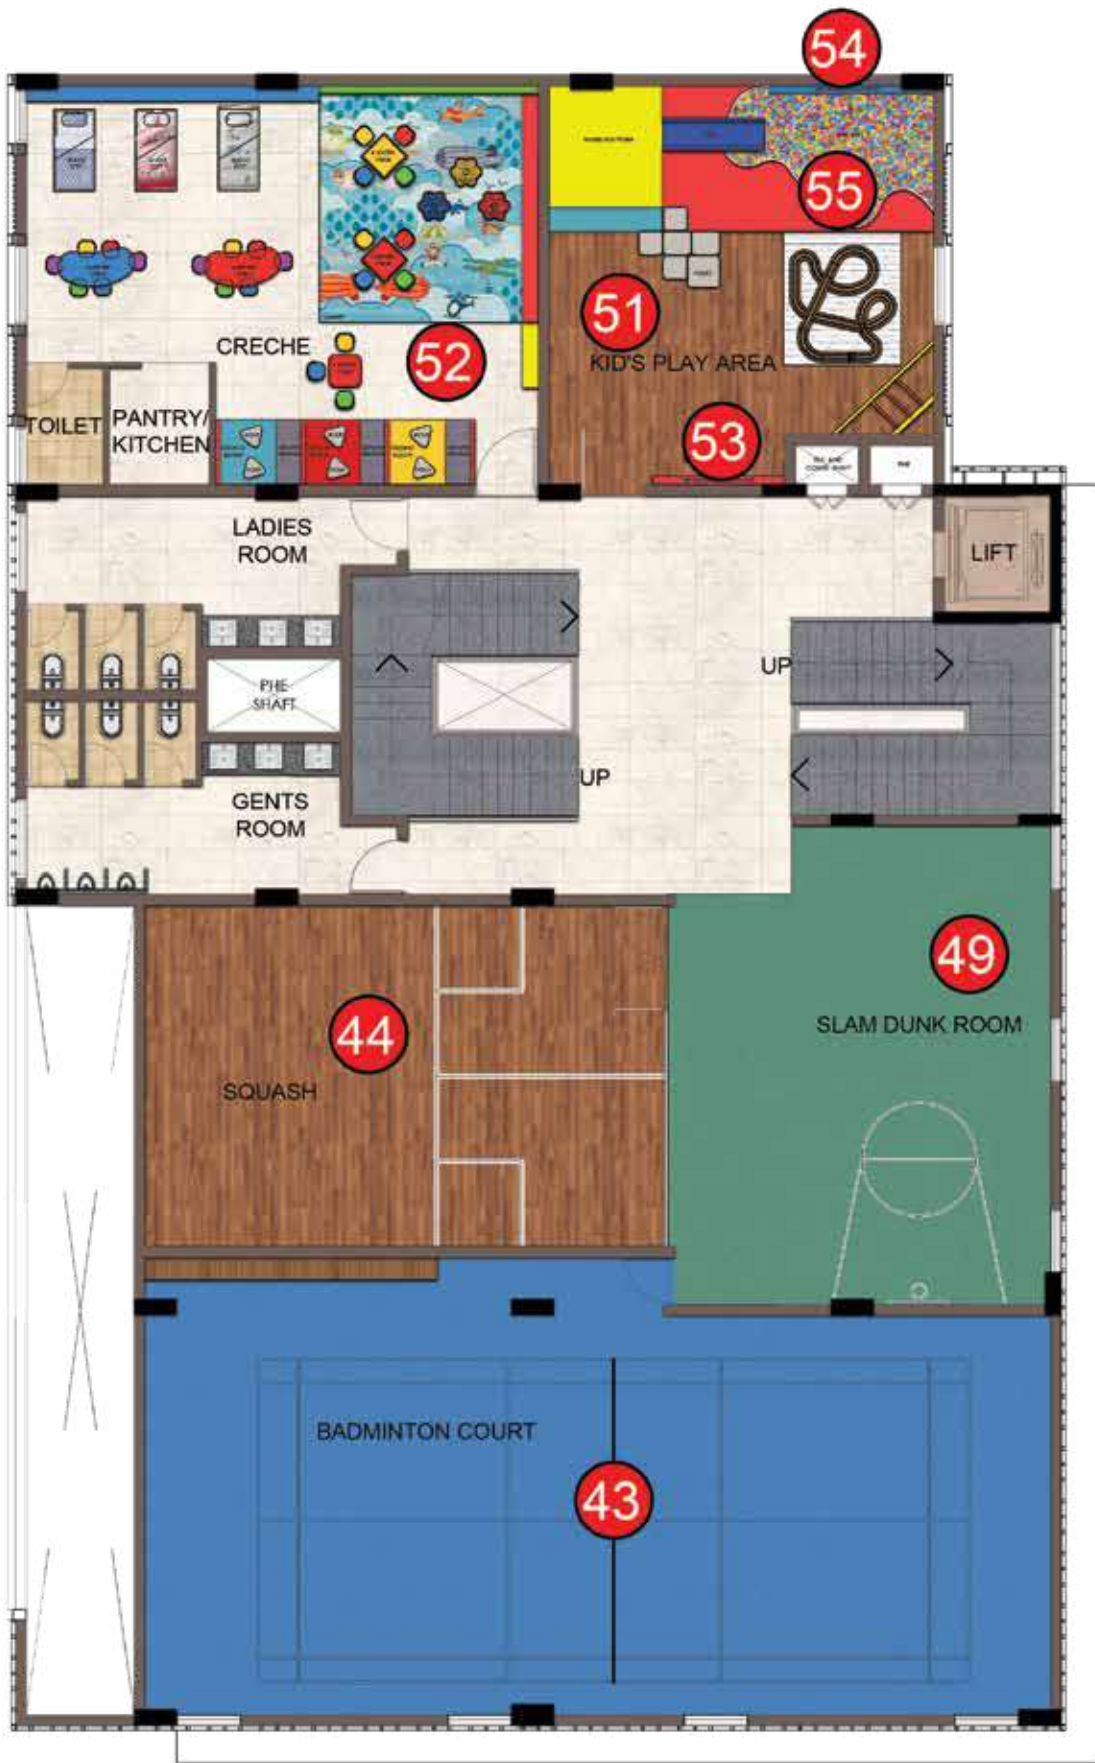 54
55
51
CRECHE
52
KID'S PLAY AREA
TOILET
PANTRY/
KITCHEN
53
LADIES
ROOM
LIFT
PHE
SHAFT
UP
UP
GENTS
ROOM
49
44
SLAM DUNK ROOM
SQUASH
BADMINTON COURT
43